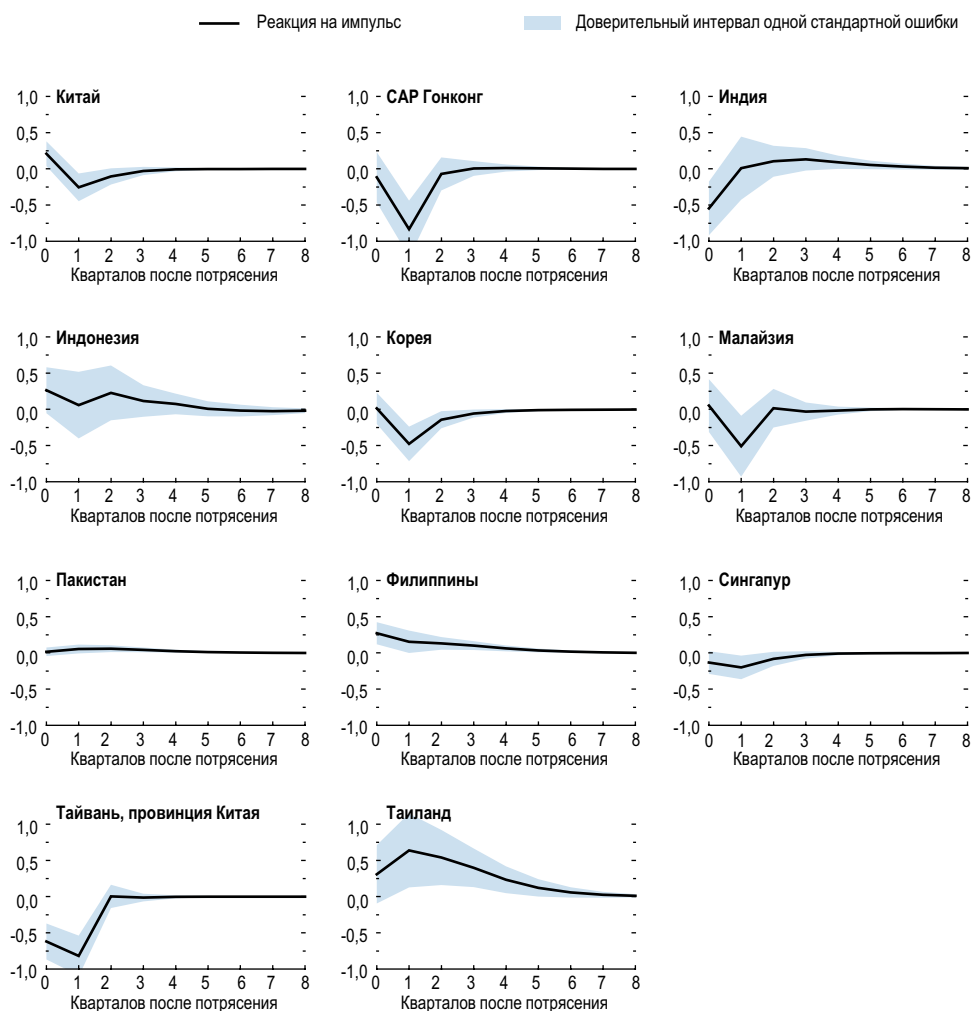 Реакция на импульс
Доверительный интервал одной стандартной ошибки
Китай
1,0
0,5
0,0
-0,5
-1,0
0 1 2 3 4 5 6 7 8
Кварталов после потрясения
САР Гонконг
1,0
0,5
0,0
-0,5
-1,0
0 1 2 3 4 5 6 7 8
Кварталов после потрясения
Индия
1,0
0,5
0,0
-0,5
-1,0
0 1 2 3 4 5 6 7 8
Кварталов после потрясения
Индонезия
1,0
0,5
0,0
-0,5
-1,0
0 1 2 3 4 5 6 7 8
Кварталов после потрясения
Корея
1,0
0,5
0,0
-0,5
-1,0
0 1 2 3 4 5 6 7 8
Кварталов после потрясения
Малайзия
1,0
0,5
0,0
-0,5
-1,0
0 1 2 3 4 5 6 7 8
Кварталов после потрясения
Пакистан
1,0
0,5
0,0
-0,5
-1,0
0 1 2 3 4 5 6 7 8
Кварталов после потрясения
Филиппины
1,0
0,5
0,0
-0,5
-1,0
0 1 2 3 4 5 6 7 8
Кварталов после потрясения
Сингапур
1,0
0,5
0,0
-0,5
-1,0
0 1 2 3 4 5 6 7 8
Кварталов после потрясения
Тайвань, провинция Китая
1,0
0,5
0,0
-0,5
-1,0
0 1 2 3 4 5 6 7 8
Кварталов после потрясения
Таиланд
1,0
0,5
0,0
-0,5
-1,0
0 1 2 3 4 5 6 7 8
Кварталов после потрясения